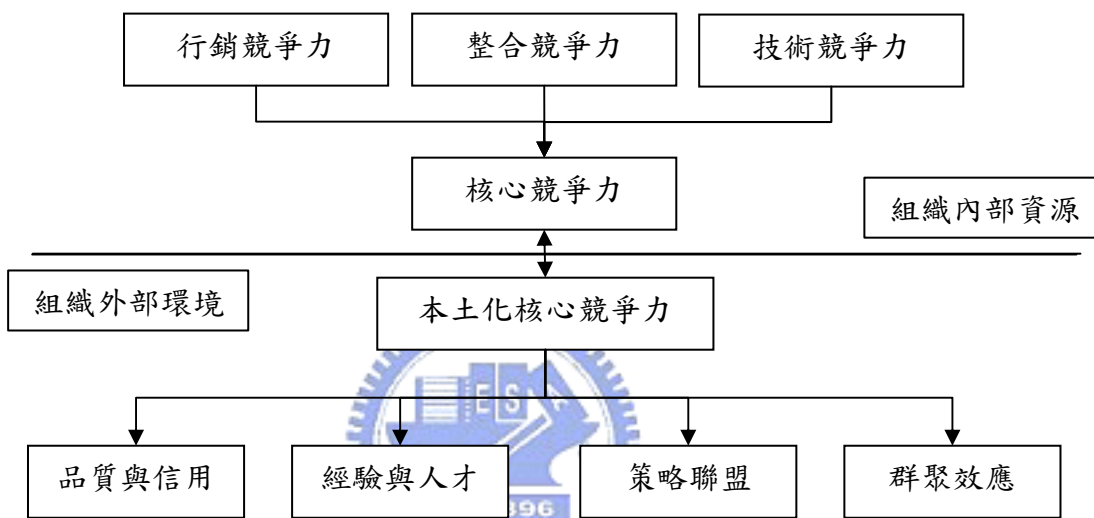 行銷競爭力
整合競爭力
技術競爭力
核心競爭力
組織內部資源
組織外部環境
本土化核心競爭力
E S
品質與信用
經驗與人才
策略聯盟
群聚效應
896